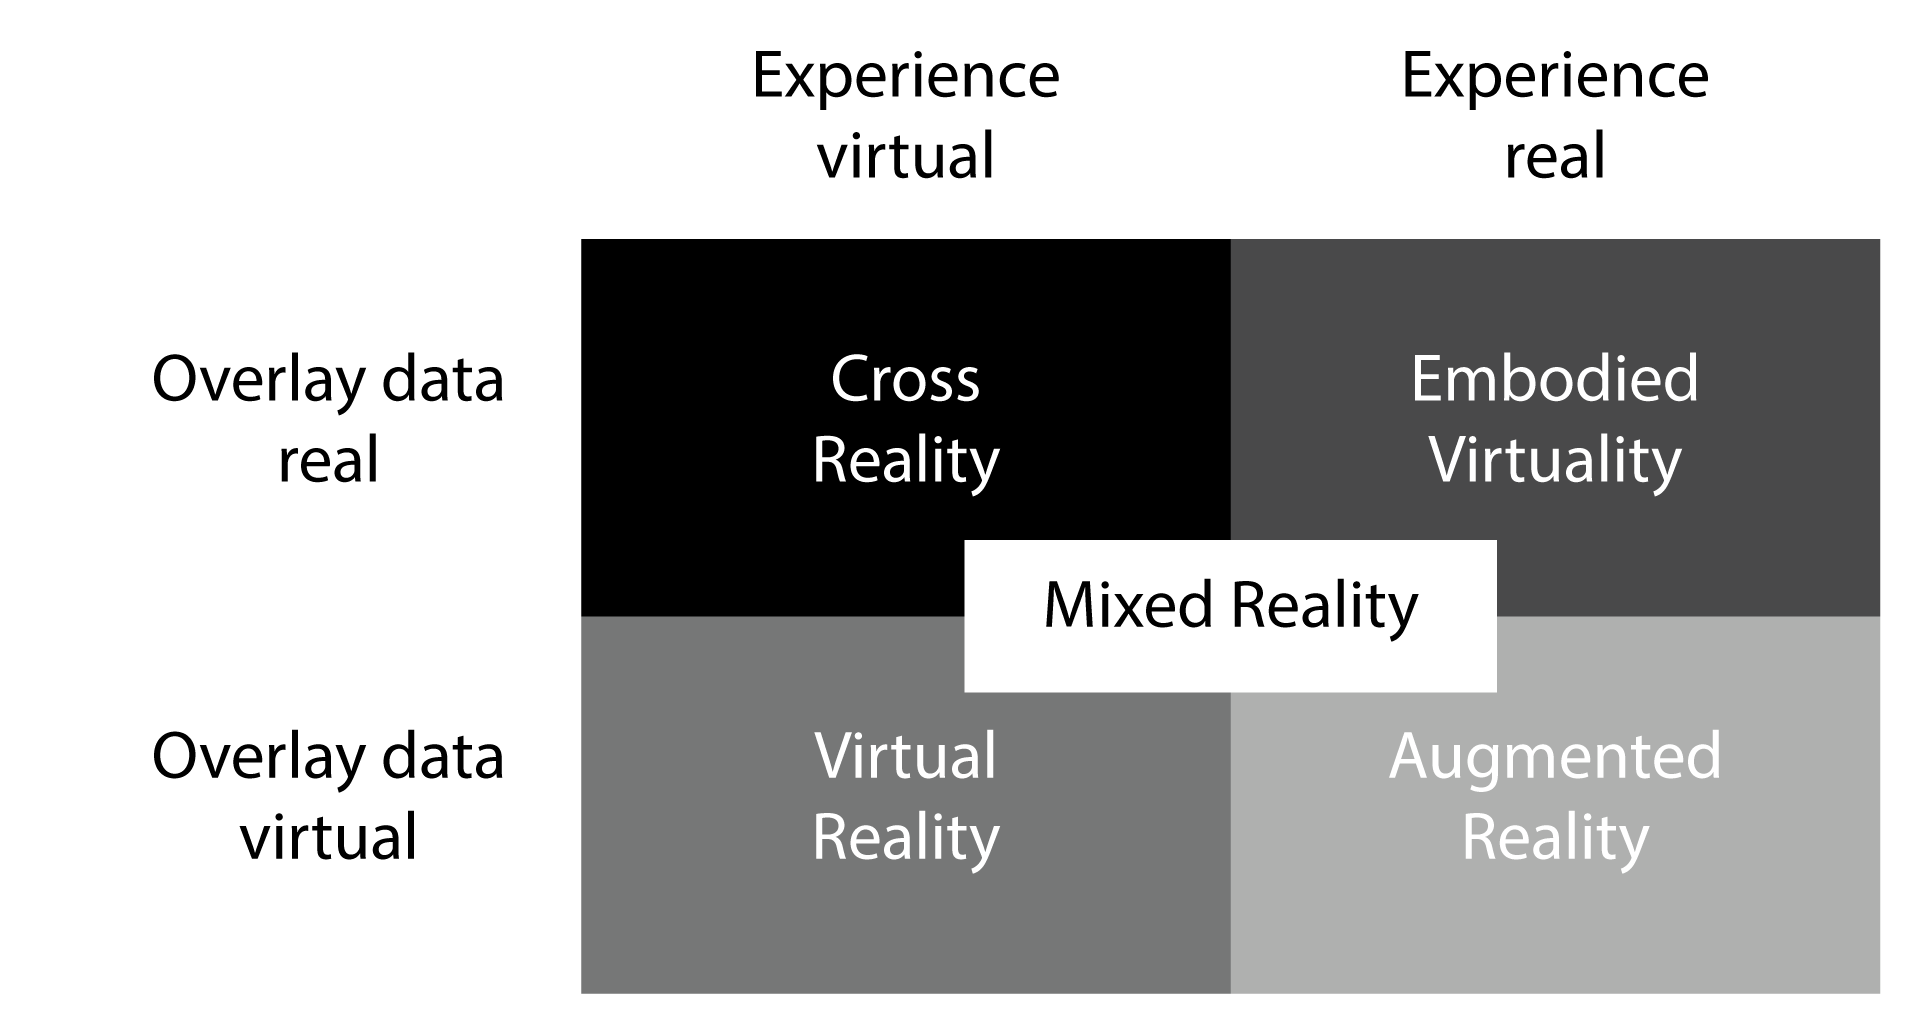 Experience
virtual
Experience
real
Overlay data
real
Cross
Reality
Embodied
Virtuality
Mixed Reality
Overlay data
virtual
Virtual
Reality
Augmented
Reality